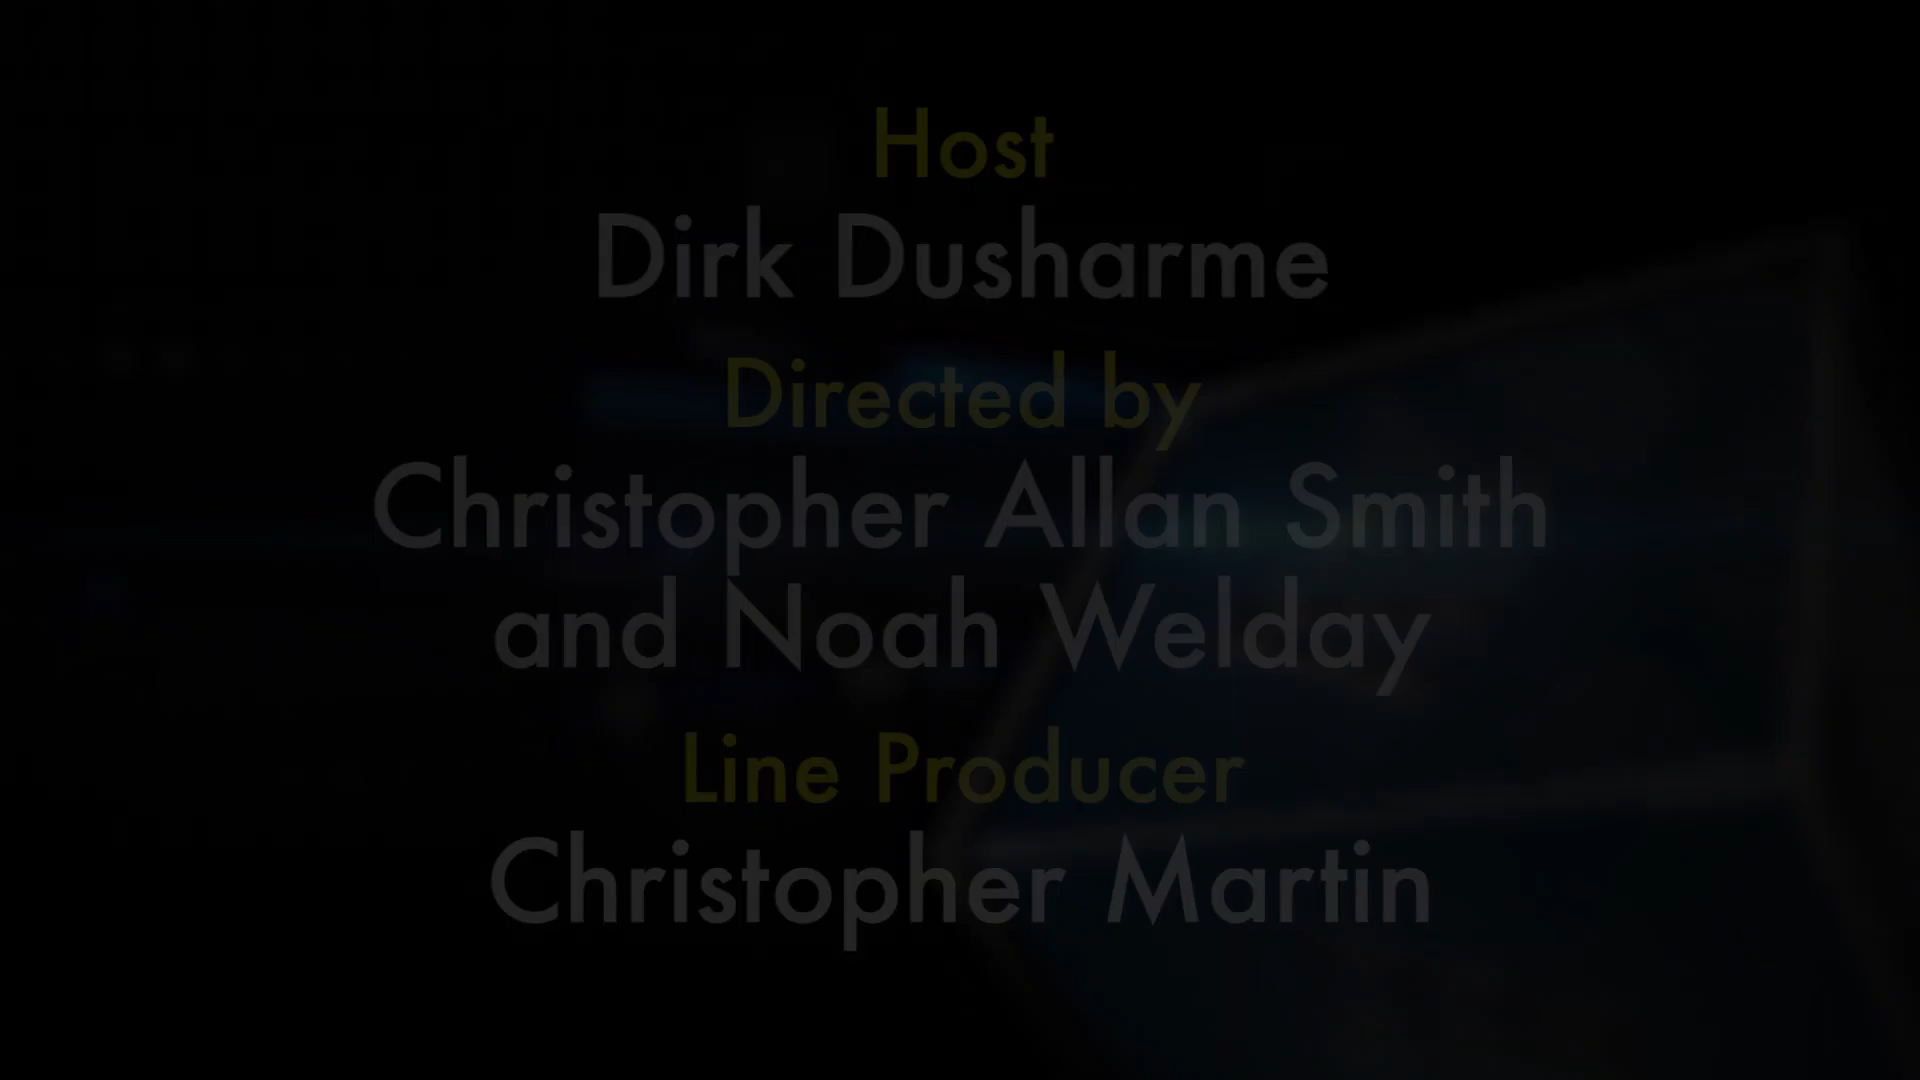 Host
Dirk Dusharme
Directed by
Christopher Allan Smith
and Noah Welday
Line Producer
Christopher Martin